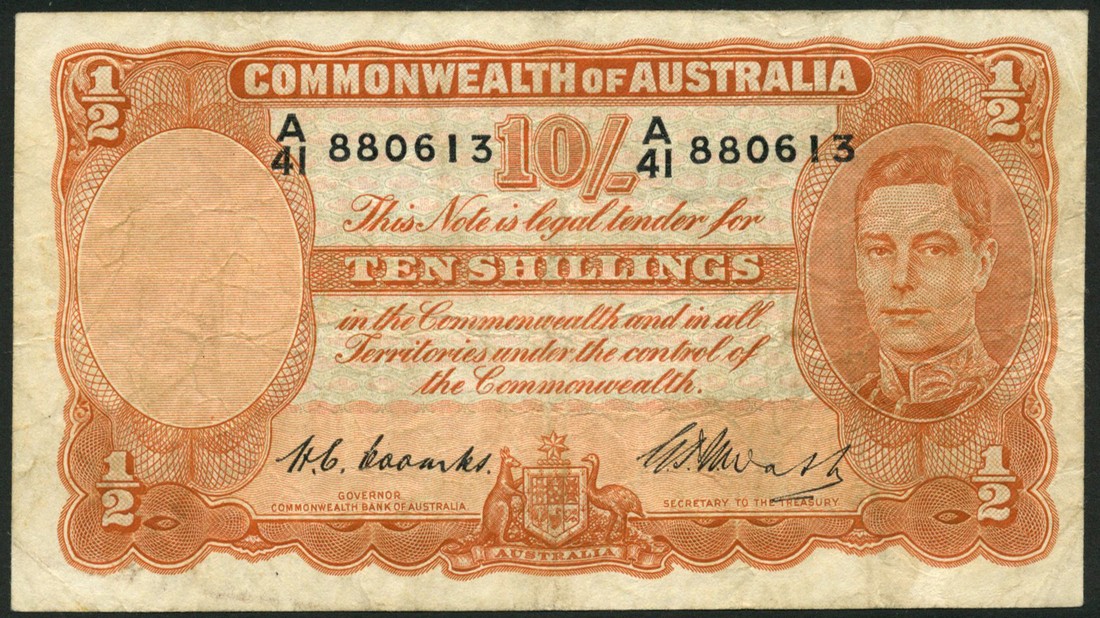 1/2
1/2
COMMONWEALTH OF AUSTRALIA
A/41 880613 10/- A/41 880613
This Note is legal tender for
TEN SHILLINGS
in the Commonwealth and in all
Territories under the control of
the Commonwealth.
H.C. Coombs.
GOVERNOR
COMMONWEALTH BANK OF AUSTRALIA.
SECRETARY TO THE TREASURY.
1/2
1/2
AUSTRALIA